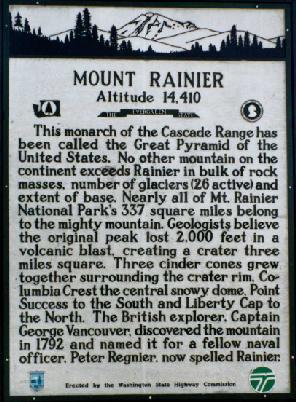 MOUNT RAINIER
Altitude 14,410
THE EVERGREEN STATE
This monarch of the Cascade Range has
been called the Great Pyramid of the
United States. No other mountain on the
continent exceeds Rainier in bulk of rock
masses, number of glaciers (26 active) and
extent of base. Nearly all of Mt. Rainier
National Park's 337 square miles belong
to the mighty mountain. Geologists believe
the original peak lost 2,000 feet in a
volcanic blast, creating a crater three
miles square. Three cinder cones grew
together surrounding the crater rim. Co-
lumbia Crest the central snowy dome, Point
Success to the South and Liberty Cap to
the North. The British explorer, Captain
George Vancouver, discovered the mountain
in 1792 and named it for a fellow naval
officer, Peter Regnier, now spelled Rainier.
Erected by the Washington State Highway Commission